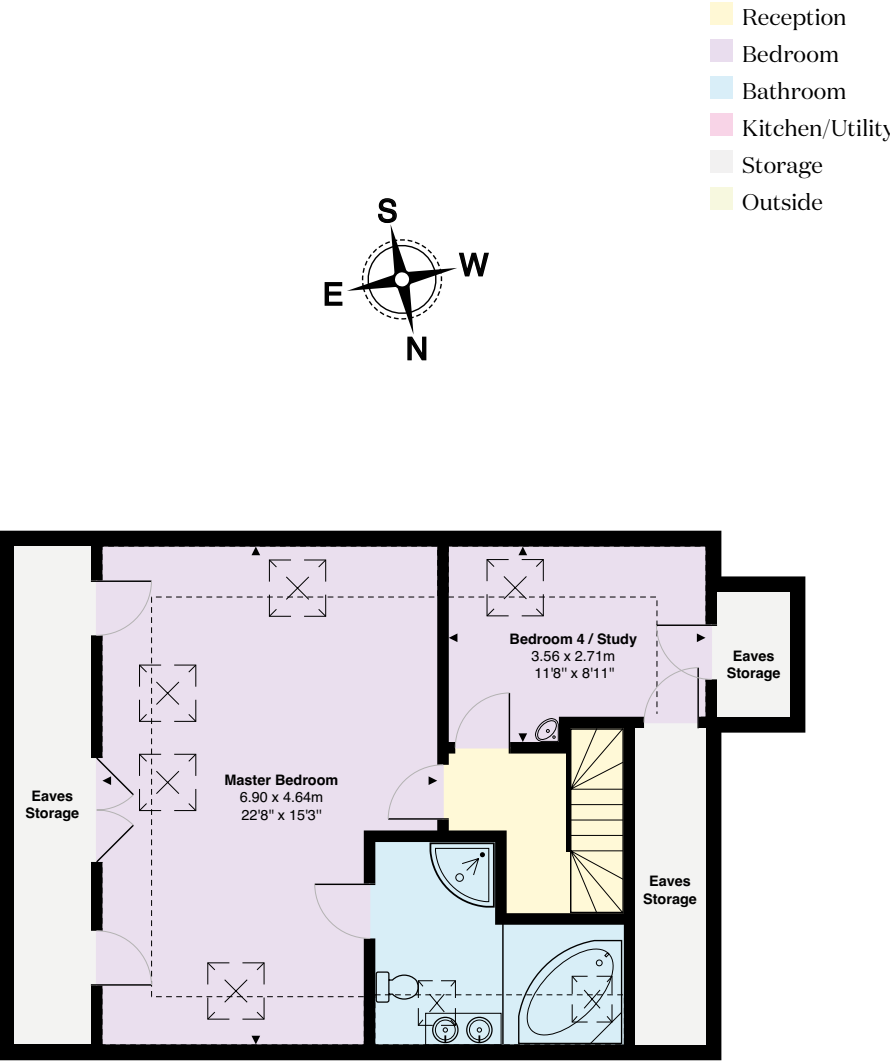 Reception
Bedroom
Bathroom
Kitchen/Utility
Storage
Outside
S
W
E
N
Bedroom 4 / Study
3.56 x 2.71m
11'8" x 8'11"
Eaves
Storage
Master Bedroom
6.90 x 4.64m
22'8" x 15'3"
Eaves
Storage
Eaves
Storage